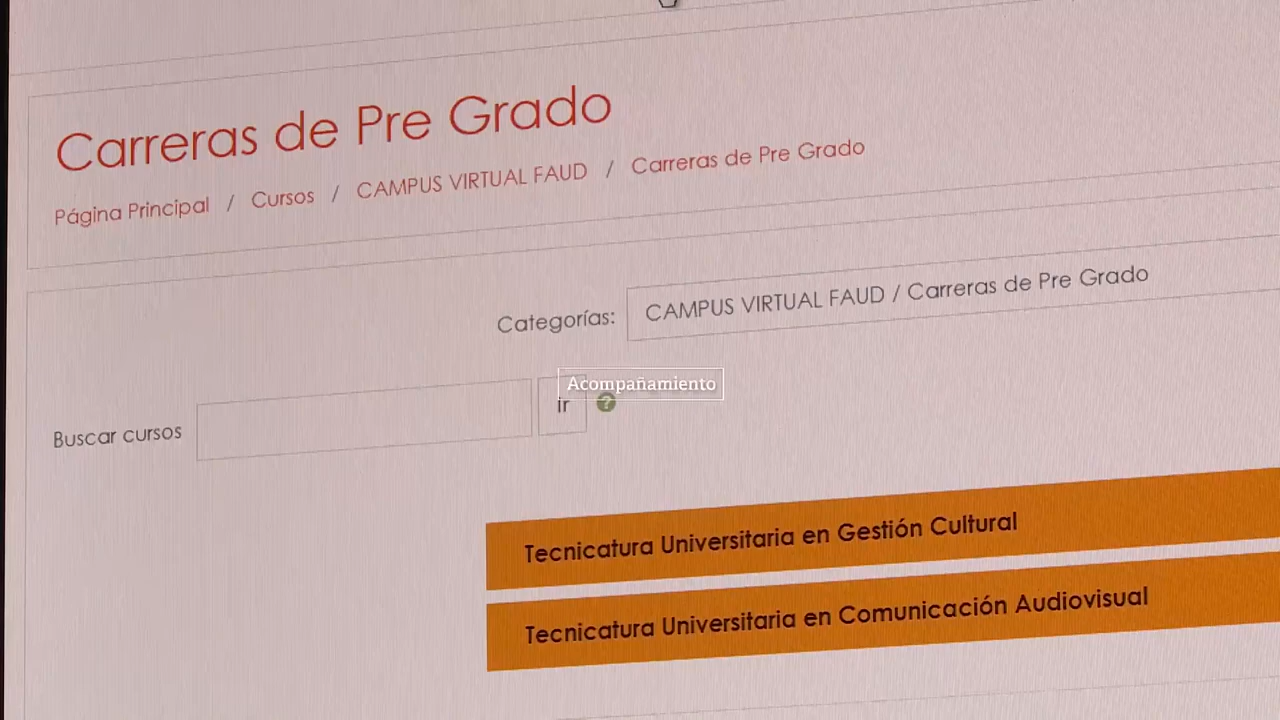 Carreras de Pre Grado
Página Principal / Cursos / CAMPUS VIRTUAL FAUD / Carreras de Pre Grado
Categorías: CAMPUS VIRTUAL FAUD / Carreras de Pre Grado
Acompañamiento
Buscar cursos Ir ?
Tecnicatura Universitaria en Gestión Cultural
Tecnicatura Universitaria en Comunicación Audiovisual